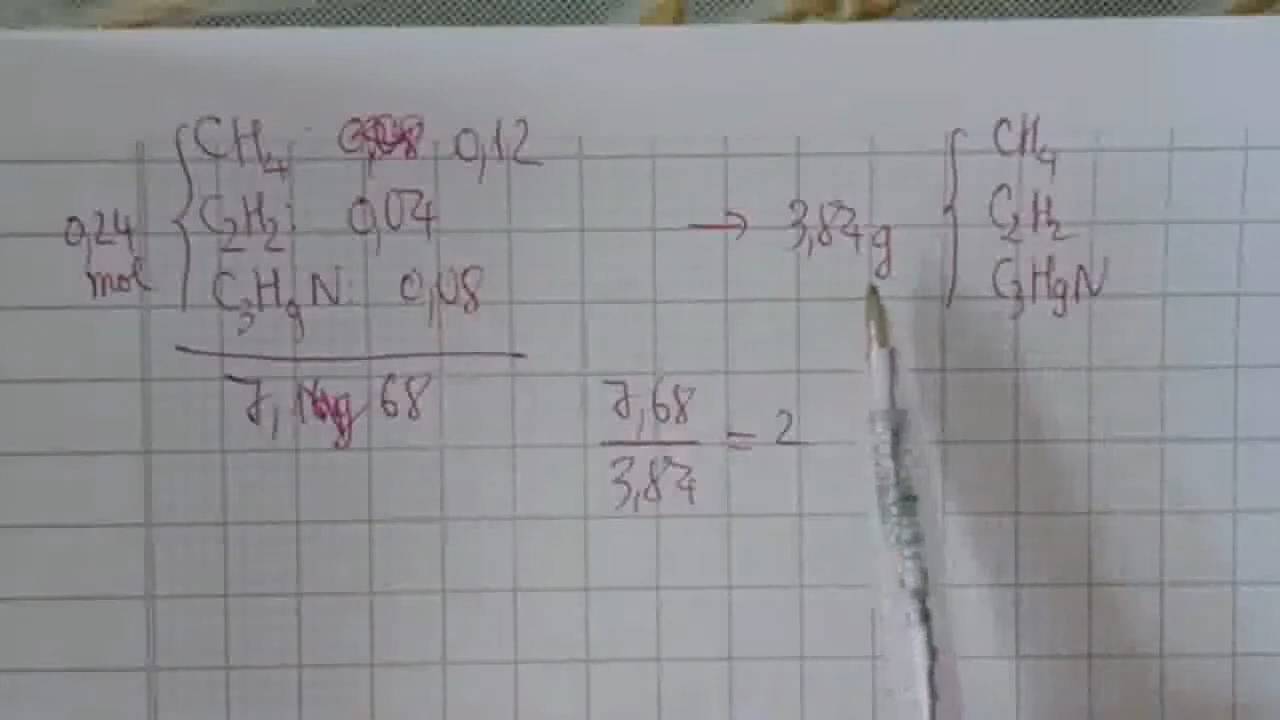 CH₄: 0,12
0,24 mol
C₂H₂: 0,04
C₃H₉N: 0,08
7,68
→ 3,84 g
CH₄
C₂H₂
C₃H₉N
7,68 / 3,84 = 2